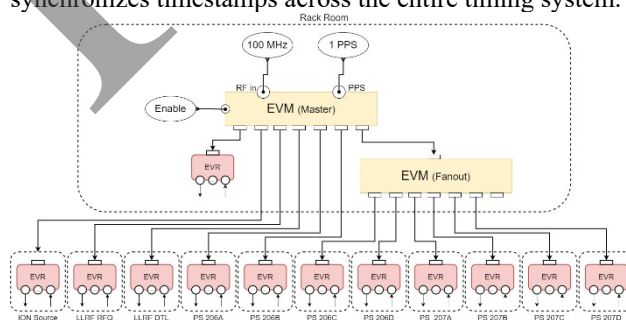 synchronizes timestamps across the entire timing system.
Rack Room
100 MHz
1 PPS
RF in
PPS
Enable
EVM (Master)
EVR
EVM (Fanout)
EVR EVR EVR EVR EVR EVR EVR EVR EVR EVR EVR
ION Source LLRF RFQ LLRF DTL PS 206A PS 206B PS 206C PS 206D PS 207A PS 207B PS 207C PS 207D